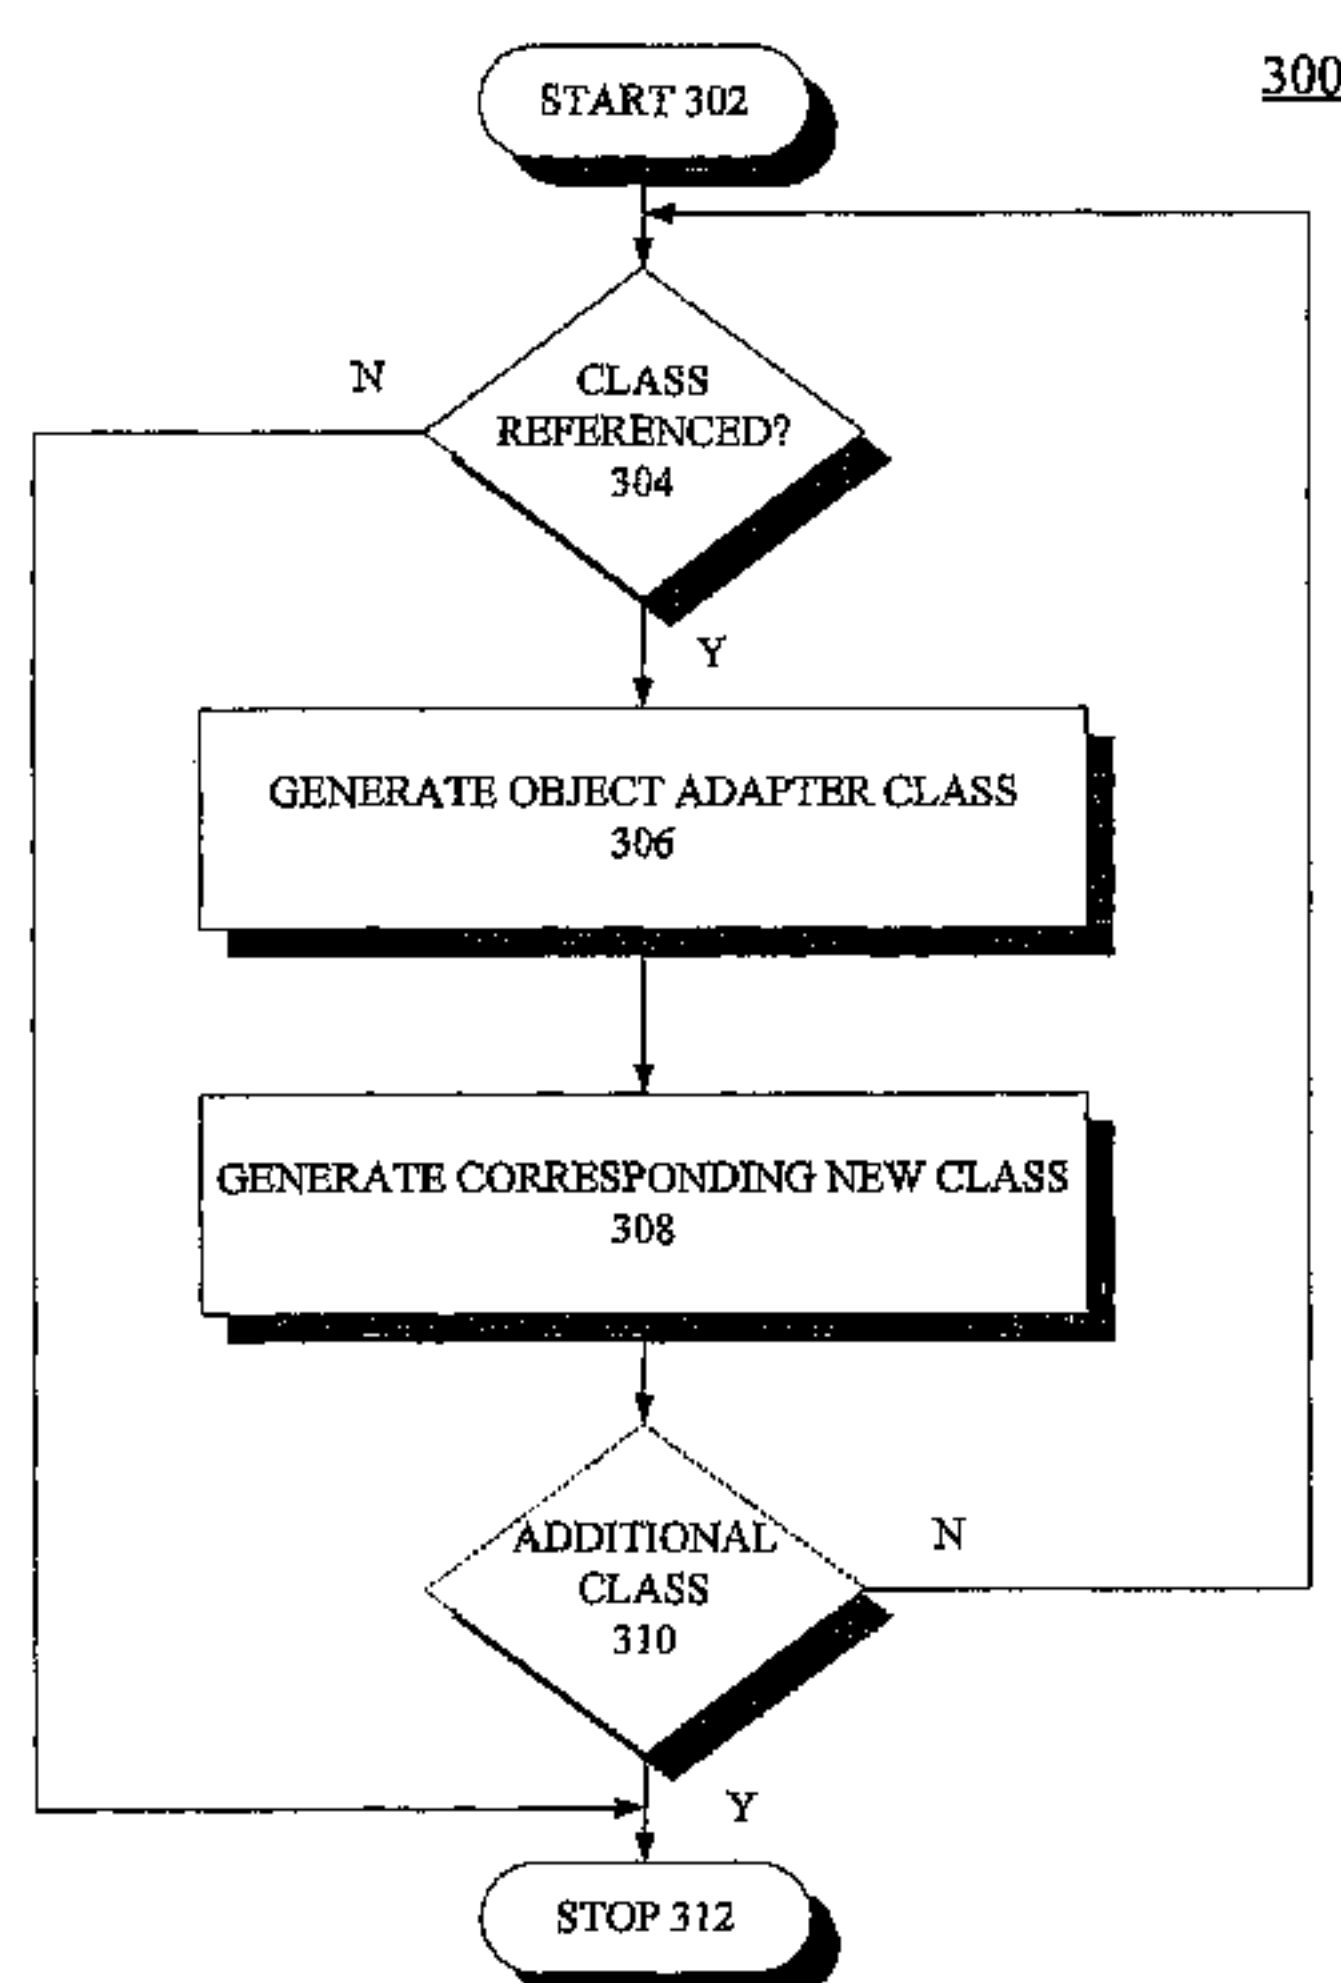 300
START 302
N
CLASS
REFERENCED?
304
Y
GENERATE OBJECT ADAPTER CLASS
306
GENERATE CORRESPONDING NEW CLASS
308
ADDITIONAL
CLASS
310
N
Y
STOP 312